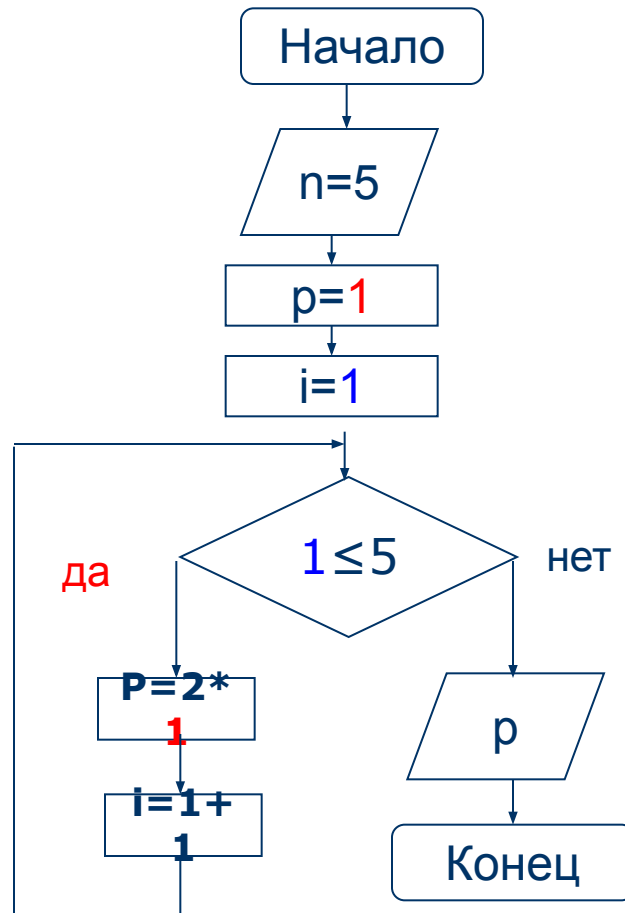 Начало
n=5
p=1
i=1
1≤5
да
нет
P=2*
1
i=1+
1
p
Конец